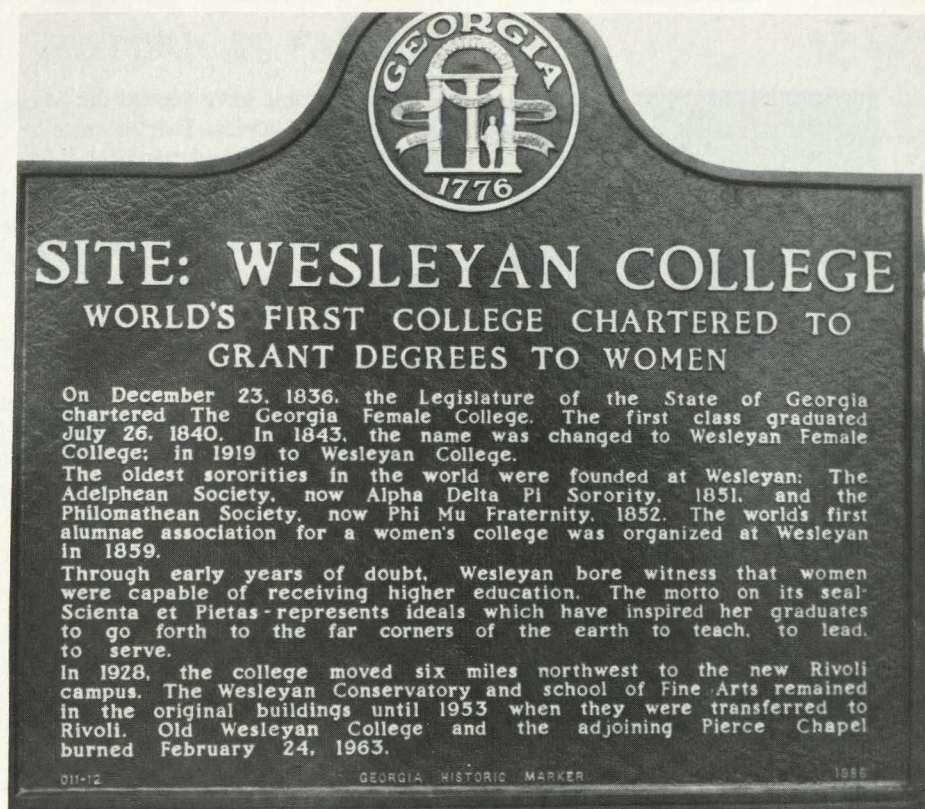 GEORGIA
1776
SITE: WESLEYAN COLLEGE
WORLD'S FIRST COLLEGE CHARTERED TO
GRANT DEGREES TO WOMEN
On December 23, 1836, the Legislature of the State of Georgia
chartered The Georgia Female College. The first class graduated
July 26, 1840. In 1843, the name was changed to Wesleyan Female
College; in 1919 to Wesleyan College.
The oldest sororities in the world were founded at Wesleyan: The
Adelphean Society, now Alpha Delta Pi Sorority, 1851, and the
Philomathean Society, now Phi Mu Fraternity, 1852. The world's first
alumnae association for a women's college was organized at Wesleyan
in 1859.
Through early years of doubt, Wesleyan bore witness that women
were capable of receiving higher education. The motto on its seal-
Scienta et Pietas - represents ideals which have inspired her graduates
to go forth to the far corners of the earth to teach, to lead,
to serve.
In 1928, the college moved six miles northwest to the new Rivoli
campus. The Wesleyan Conservatory and school of Fine Arts remained
in the original buildings until 1953 when they were transferred to
Rivoli. Old Wesleyan College and the adjoining Pierce Chapel
burned February 24, 1963.
011-12 GEORGIA HISTORIC MARKER 1986